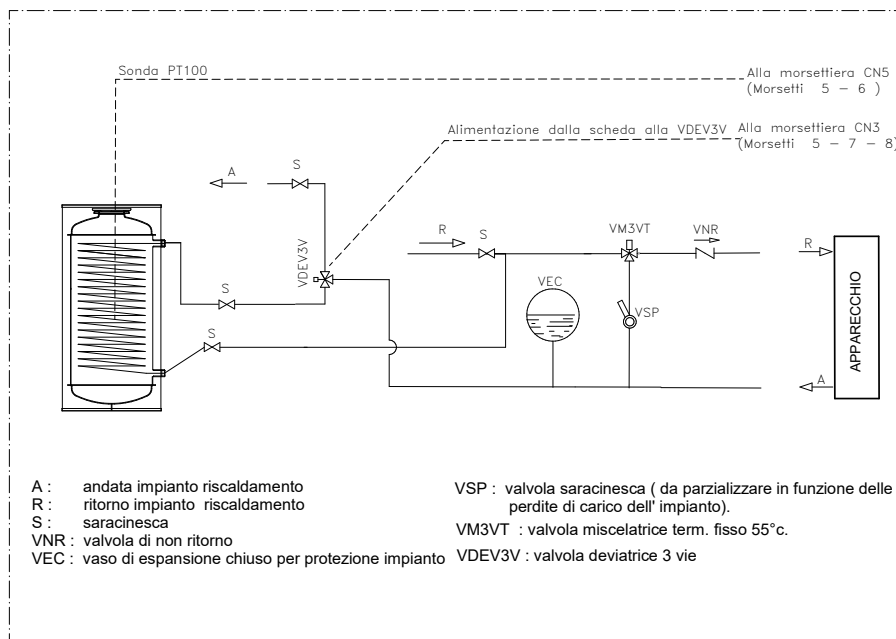 Sonda PT100
Alla morsettiera CN5
(Morsetti 5 - 6 )
Alimentazione dalla scheda alla VDEV3V
Alla morsettiera CN3
(Morsetti 5 - 7 - 8)
A
S
R
S
VM3VT
VNR
R
VDEV3V
S
VEC
VSP
S
APPARECCHIO
A
A : andata impianto riscaldamento
R : ritorno impianto riscaldamento
S : saracinesca
VNR : valvola di non ritorno
VEC : vaso di espansione chiuso per protezione impianto
VSP : valvola saracinesca ( da parzializzare in funzione delle
perdite di carico dell' impianto).
VM3VT : valvola miscelatrice term. fisso 55°c.
VDEV3V : valvola deviatrice 3 vie